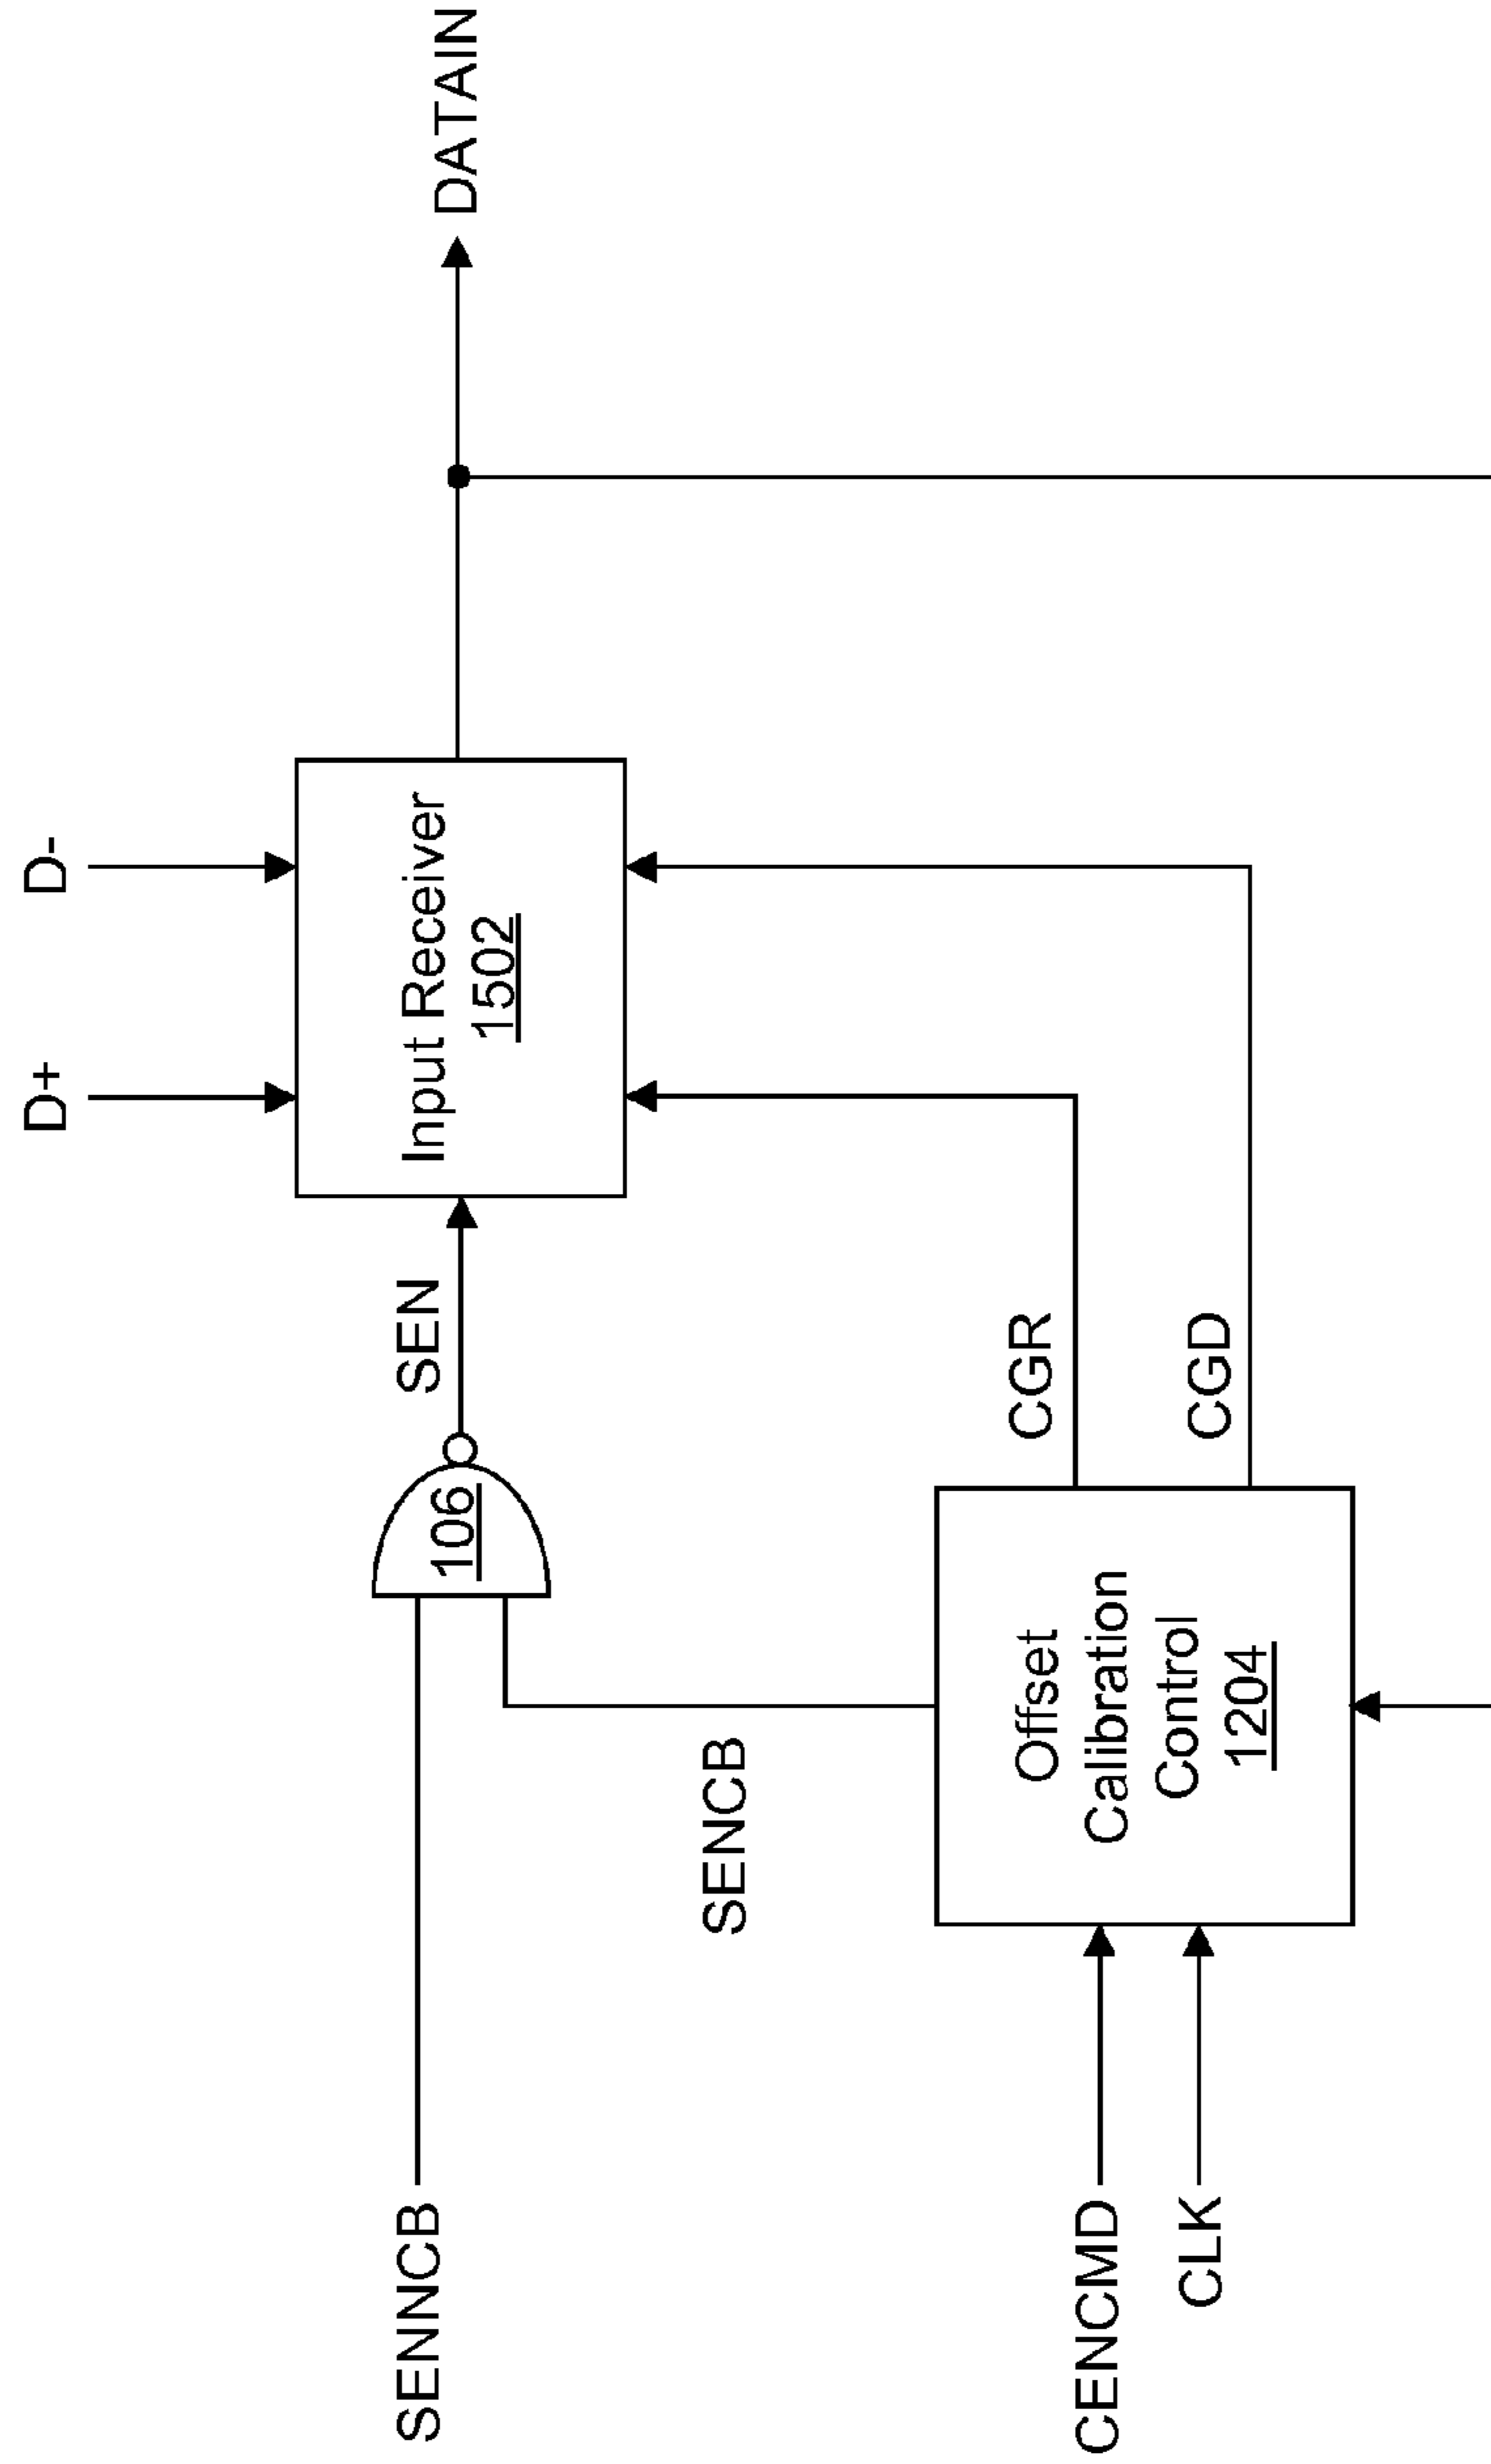 D+
D-
SENNCB
106
SEN
Input Receiver
1502
DATAIN
SENCB
CGR
CGD
CENCMD
CLK
Offset
Calibration
Control
1204